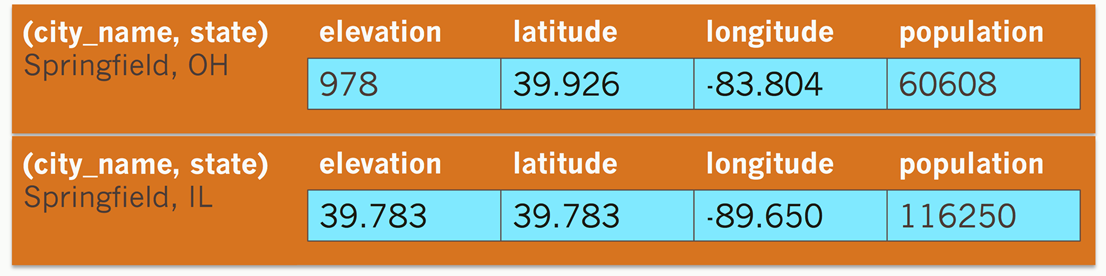 (city_name, state) elevation latitude longitude population
Springfield, OH
978 39.926 -83.804 60608
(city_name, state) elevation latitude longitude population
Springfield, IL
39.783 39.783 -89.650 116250